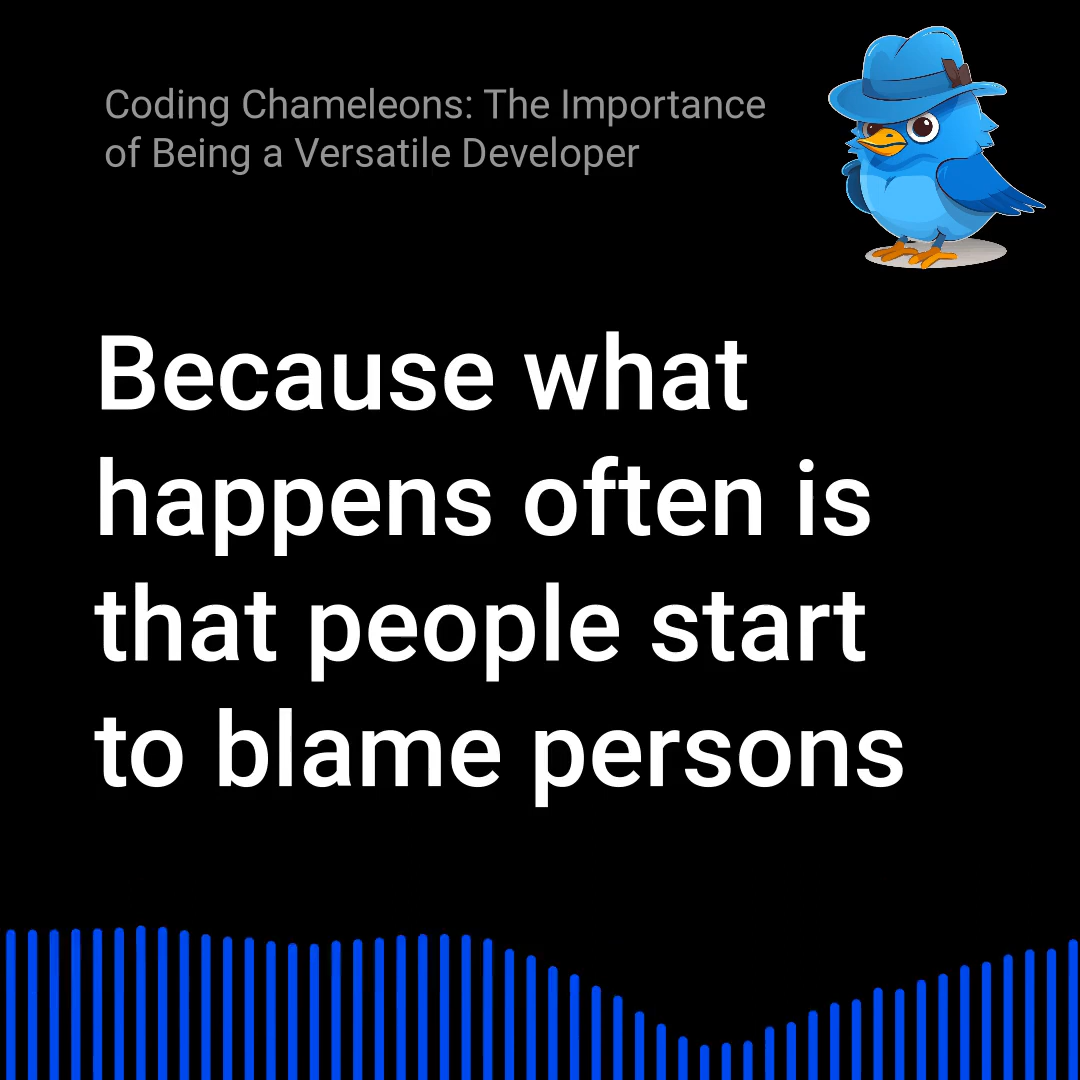 Coding Chameleons: The Importance
of Being a Versatile Developer
Because what
happens often is
that people start
to blame persons